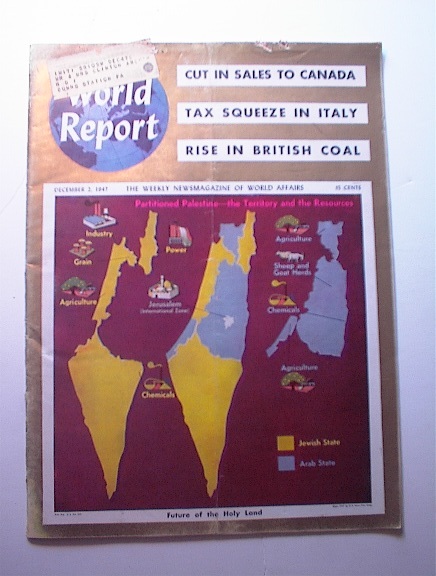 World
Report
CUT IN SALES TO CANADA
TAX SQUEEZE IN ITALY
RISE IN BRITISH COAL
DECEMBER 2, 1947
THE WEEKLY NEWSMAGAZINE OF WORLD AFFAIRS
15 CENTS
Partitioned Palestine—the Territory and the Resources
Industry
Power
Agriculture
Grain
Sheep and
Goat Herds
Agriculture
Jerusalem
(International Zone)
Chemicals
Chemicals
Agriculture
Jewish State
Arab State
Future of the Holy Land